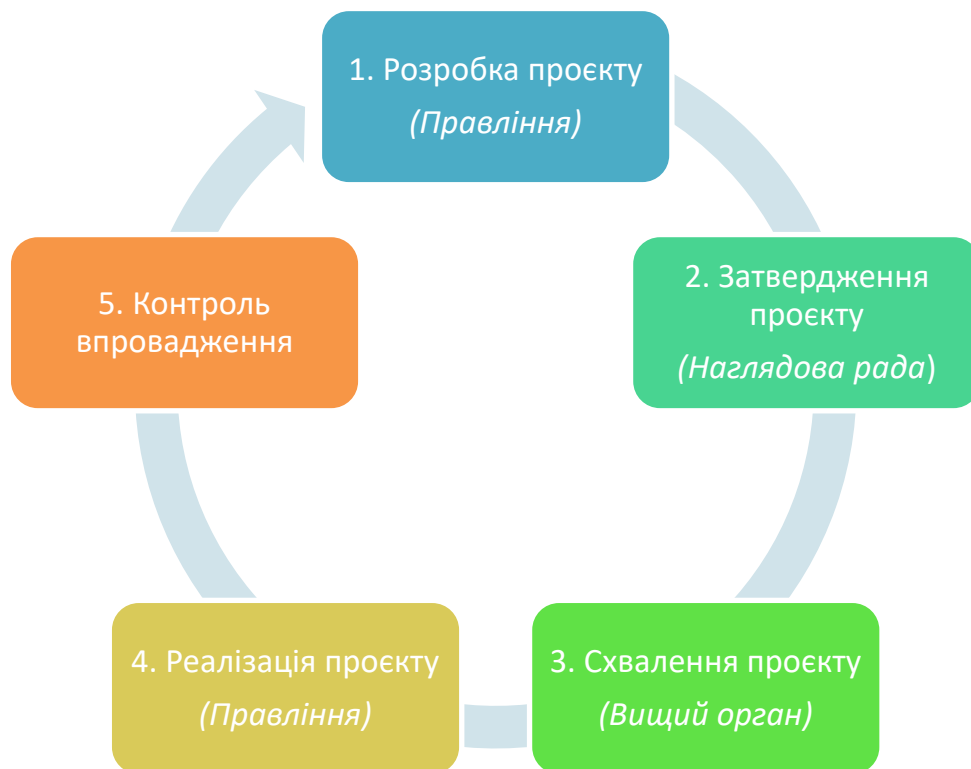 1. Розробка проєкту
(Правління)
2. Затвердження
проєкту
(Наглядова рада)
3. Схвалення проєкту
(Вищий орган)
4. Реалізація проєкту
(Правління)
5. Контроль
впровадження